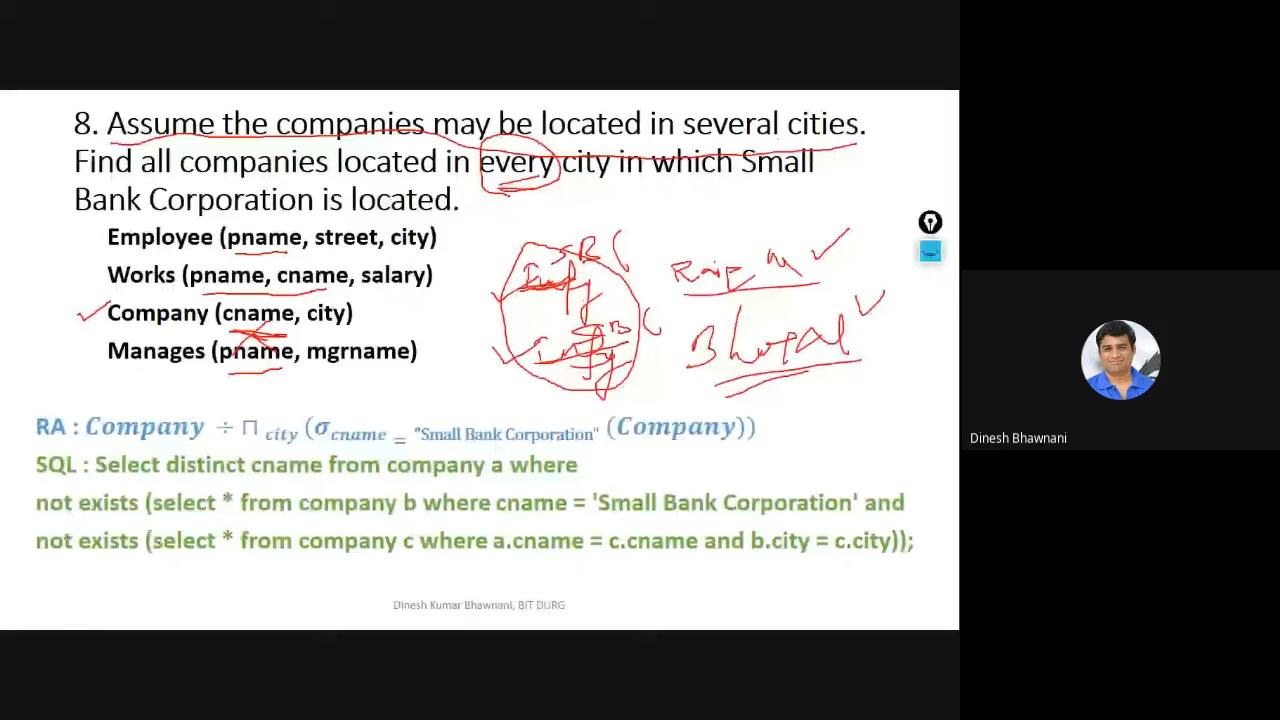 8. Assume the companies may be located in several cities.
Find all companies located in every city in which Small
Bank Corporation is located.
Employee (pname, street, city)
Works (pname, cname, salary)
Company (cname, city)
Manages (pname, mgrname)
Infy
Infy
Bhopal
RA : Company ÷ ⊓ city (σ cname = "Small Bank Corporation" (Company))
SQL : Select distinct cname from company a where
not exists (select * from company b where cname = 'Small Bank Corporation' and
not exists (select * from company c where a.cname = c.cname and b.city = c.city));
Dinesh Kumar Bhawnani, BIT DURG
Dinesh Bhawnani